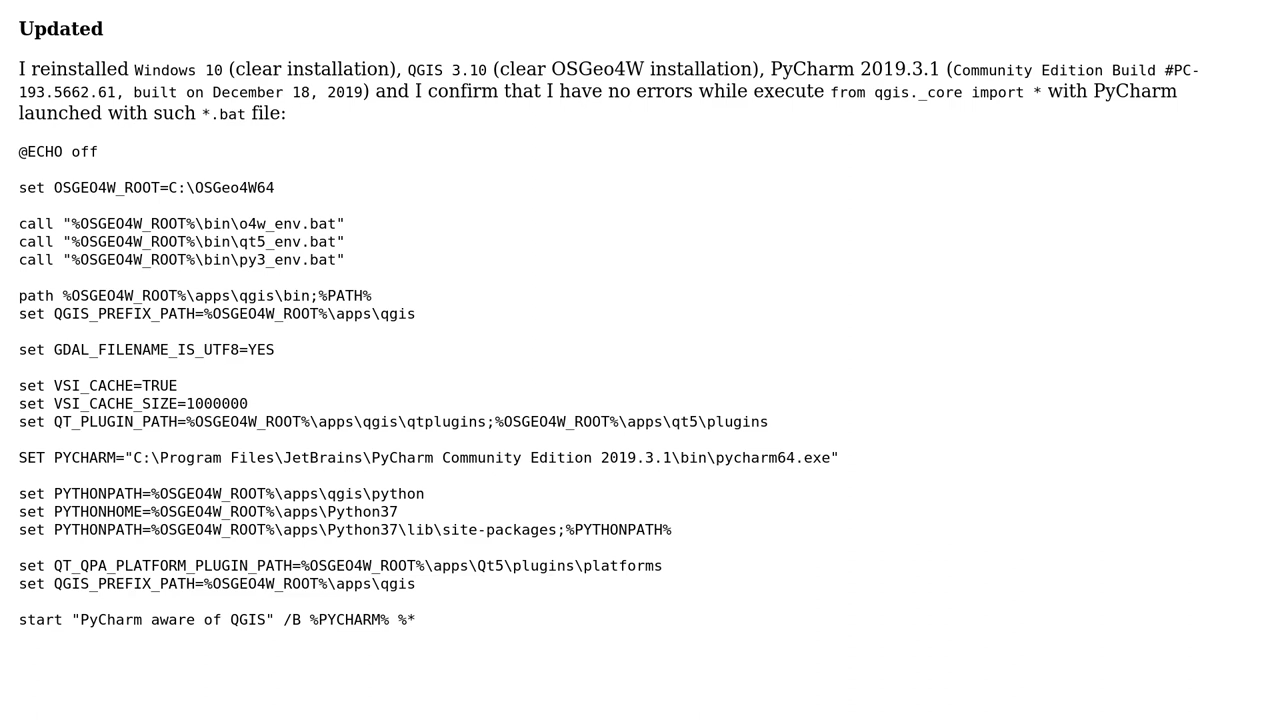 Updated
I reinstalled Windows 10 (clear installation), QGIS 3.10 (clear OSGeo4W installation), PyCharm 2019.3.1 (Community Edition Build #PC-
193.5662.61, built on December 18, 2019) and I confirm that I have no errors while execute from qgis._core import * with PyCharm
launched with such *.bat file:
@ECHO off
set OSGEO4W_ROOT=C:\OSGeo4W64
call "%OSGEO4W_ROOT%\bin\o4w_env.bat"
call "%OSGEO4W_ROOT%\bin\qt5_env.bat"
call "%OSGEO4W_ROOT%\bin\py3_env.bat"
path %OSGEO4W_ROOT%\apps\qgis\bin;%PATH%
set QGIS_PREFIX_PATH=%OSGEO4W_ROOT%\apps\qgis
set GDAL_FILENAME_IS_UTF8=YES
set VSI_CACHE=TRUE
set VSI_CACHE_SIZE=1000000
set QT_PLUGIN_PATH=%OSGEO4W_ROOT%\apps\qgis\qtplugins;%OSGEO4W_ROOT%\apps\qt5\plugins
SET PYCHARM="C:\Program Files\JetBrains\PyCharm Community Edition 2019.3.1\bin\pycharm64.exe"
set PYTHONPATH=%OSGEO4W_ROOT%\apps\qgis\python
set PYTHONHOME=%OSGEO4W_ROOT%\apps\Python37
set PYTHONPATH=%OSGEO4W_ROOT%\apps\Python37\lib\site-packages;%PYTHONPATH%
set QT_QPA_PLATFORM_PLUGIN_PATH=%OSGEO4W_ROOT%\apps\Qt5\plugins\platforms
set QGIS_PREFIX_PATH=%OSGEO4W_ROOT%\apps\qgis
start "PyCharm aware of QGIS" /B %PYCHARM% %*